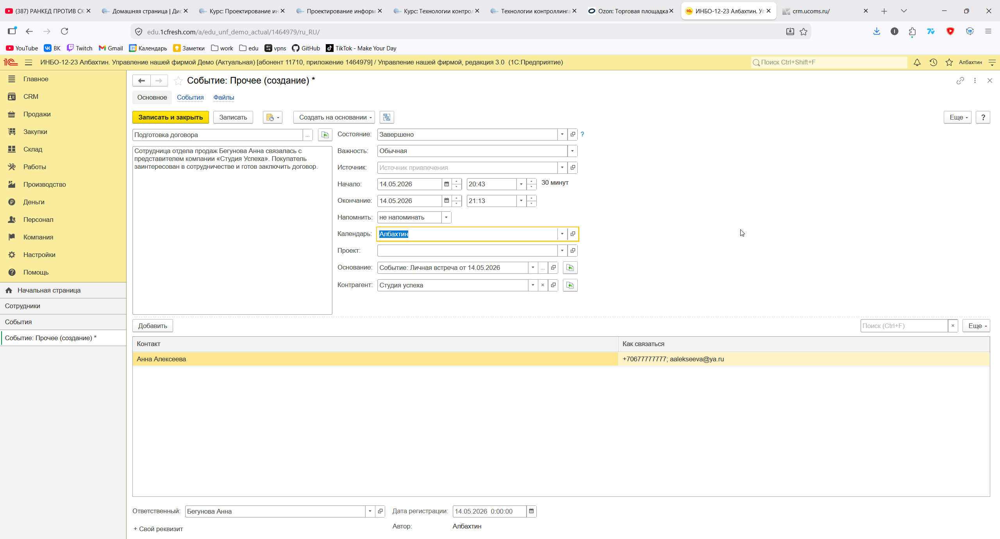 (387) РАНКЕД ПРОТИВ СК
Домашняя страница | Дис
Курс: Проектирование ин
Проектирование информ
Курс: Технологии контрол
Технологии контроллинга
Ozon: Торговая площадка
ИНБО-12-23 Албахтин. Уп
crm.ucoms.ru/
edu.1cfresh.com/a/edu_unf_demo_actual/1464979/ru_RU/
YouTube
ВК
Twitch
Gmail
31
Календарь
Заметки
work
edu
vpns
GitHub
TikTok - Make Your Day
ИНБО-12-23 Албахтин. Управление нашей фирмой Демо (Актуальная) [абонент 11710, приложение 1464979] / Управление нашей фирмой, редакция 3.0 (1С:Предприятие)
Поиск Ctrl+Shift+F
Албахтин
Главное
CRM
Продажи
Закупки
Склад
Работы
Производство
Деньги
Персонал
Компания
Настройки
Помощь
Начальная страница
Сотрудники
События
Событие: Прочее (создание) *
Событие: Прочее (создание) *
Основное
События
Файлы
Записать и закрыть
Записать
Создать на основании
Еще
?
Подготовка договора
...
Сотрудница отдела продаж Бегунова Анна связалась с
представителем компании «Студия Успеха». Покупатель
заинтересован в сотрудничестве и готов заключить договор.
Состояние:
Завершено
?
Важность:
Обычная
Источник:
Источник привлечения
Начало:
14.05.2026
20:43
30 минут
Окончание:
14.05.2026
21:13
Напомнить:
не напоминать
Календарь:
Албахтин
Проект:
Основание:
Событие: Личная встреча от 14.05.2026
...
Контрагент:
Студия успеха
Добавить
Поиск (Ctrl+F)
Еще
Контакт
Как связаться
Анна Алексеева
+70677777777; aalekseeva@ya.ru
Ответственный:
Бегунова Анна
Дата регистрации:
14.05.2026 0:00:00
+ Свой реквизит
Автор:
Албахтин